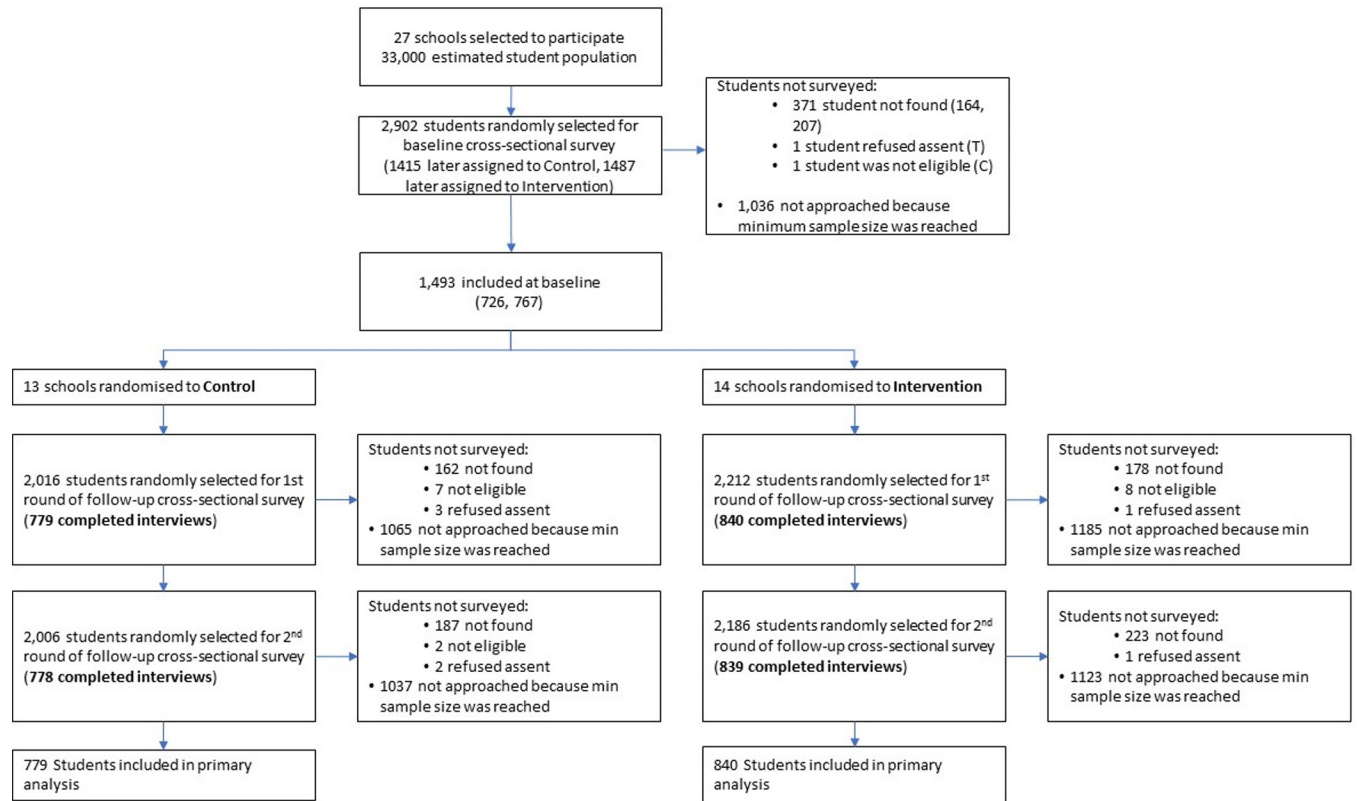 27 schools selected to participate
33,000 estimated student population
2,902 students randomly selected for
baseline cross-sectional survey
(1415 later assigned to Control, 1487
later assigned to Intervention)
Students not surveyed:
• 371 student not found (164,
207)
• 1 student refused assent (T)
• 1 student was not eligible (C)
• 1,036 not approached because
minimum sample size was reached
1,493 included at baseline
(726, 767)
13 schools randomised to Control
14 schools randomised to Intervention
2,016 students randomly selected for 1st
round of follow-up cross-sectional survey
(779 completed interviews)
Students not surveyed:
• 162 not found
• 7 not eligible
• 3 refused assent
• 1065 not approached because min
sample size was reached
2,212 students randomly selected for 1st
round of follow-up cross-sectional survey
(840 completed interviews)
Students not surveyed:
• 178 not found
• 8 not eligible
• 1 refused assent
• 1185 not approached because min
sample size was reached
2,006 students randomly selected for 2nd
round of follow-up cross-sectional survey
(778 completed interviews)
Students not surveyed:
• 187 not found
• 2 not eligible
• 2 refused assent
• 1037 not approached because min
sample size was reached
2,186 students randomly selected for 2nd
round of follow-up cross-sectional survey
(839 completed interviews)
Students not surveyed:
• 223 not found
• 1 refused assent
• 1123 not approached because min
sample size was reached
779 Students included in primary
analysis
840 Students included in primary
analysis